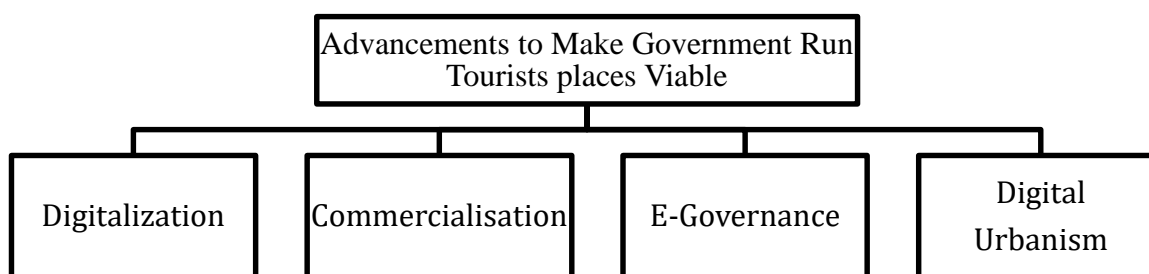 Advancements to Make Government Run
Tourists places Viable
Digitalization
Commercialisation
E-Governance
Digital
Urbanism